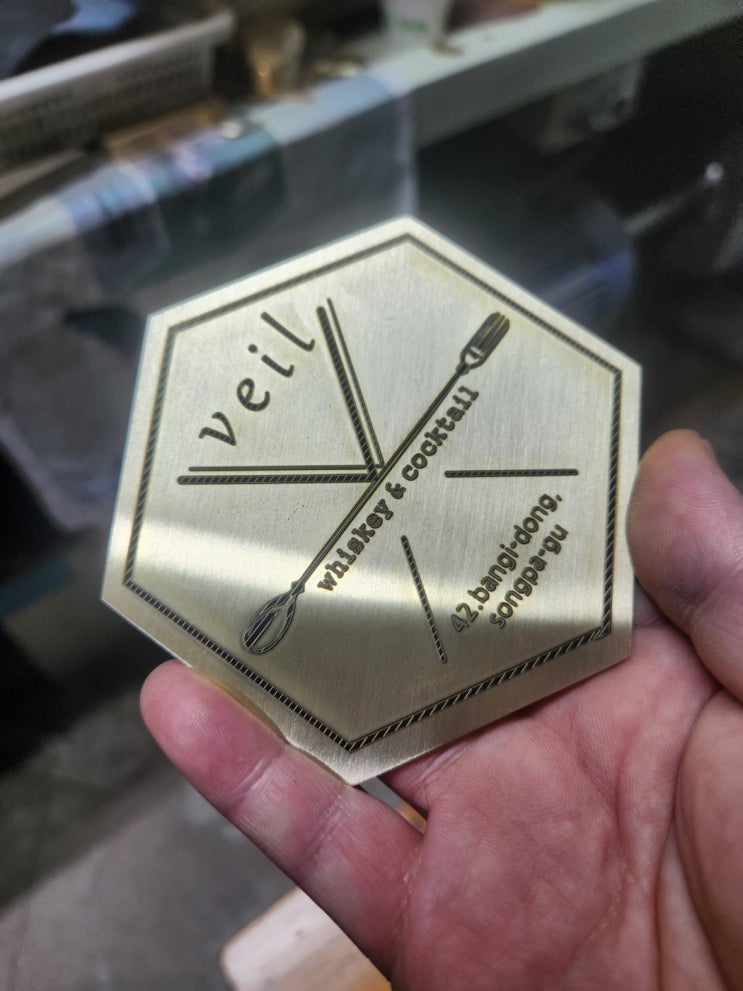 veil
whiskey & cocktail
42.bangi-dong,
songpa-gu